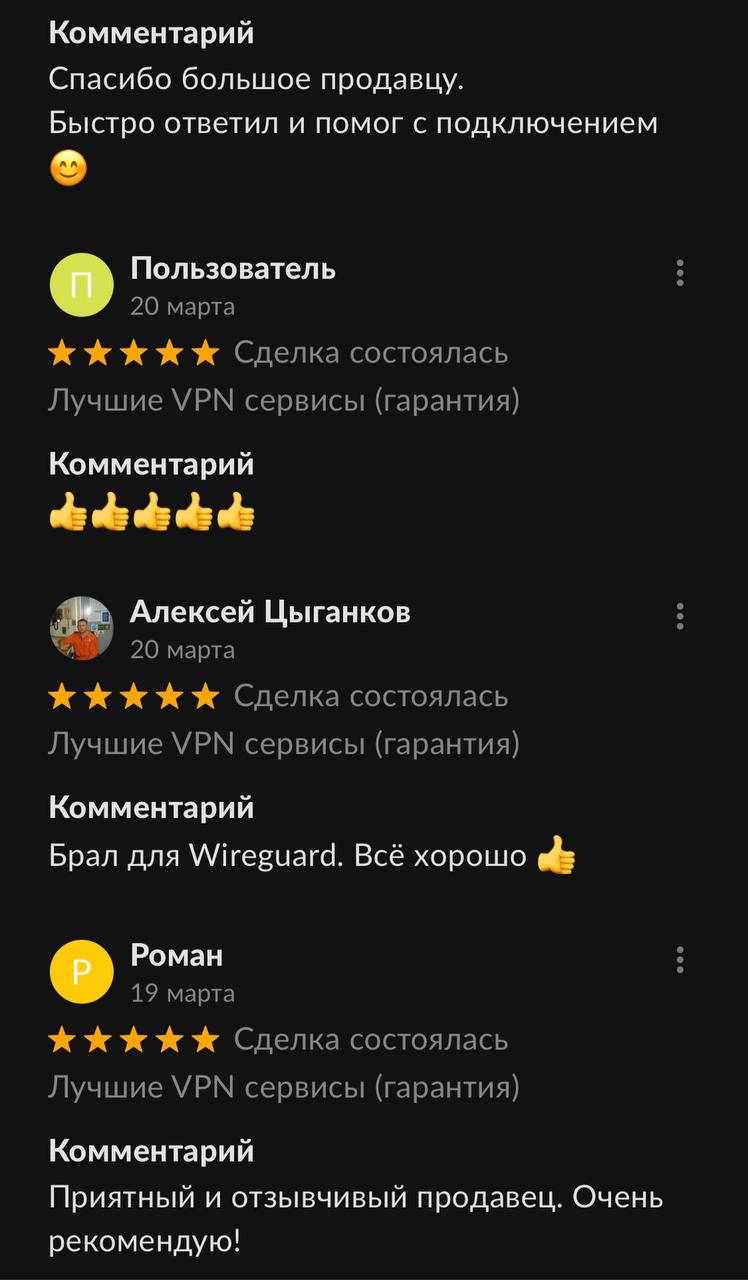 Комментарий
Спасибо большое продавцу.
Быстро ответил и помог с подключением
😊
П
Пользователь
20 марта
Сделка состоялась
Лучшие VPN сервисы (гарантия)
Комментарий
👍👍👍👍👍
Алексей Цыганков
20 марта
Сделка состоялась
Лучшие VPN сервисы (гарантия)
Комментарий
Брал для Wireguard. Всё хорошо 👍
Р
Роман
19 марта
Сделка состоялась
Лучшие VPN сервисы (гарантия)
Комментарий
Приятный и отзывчивый продавец. Очень
рекомендую!